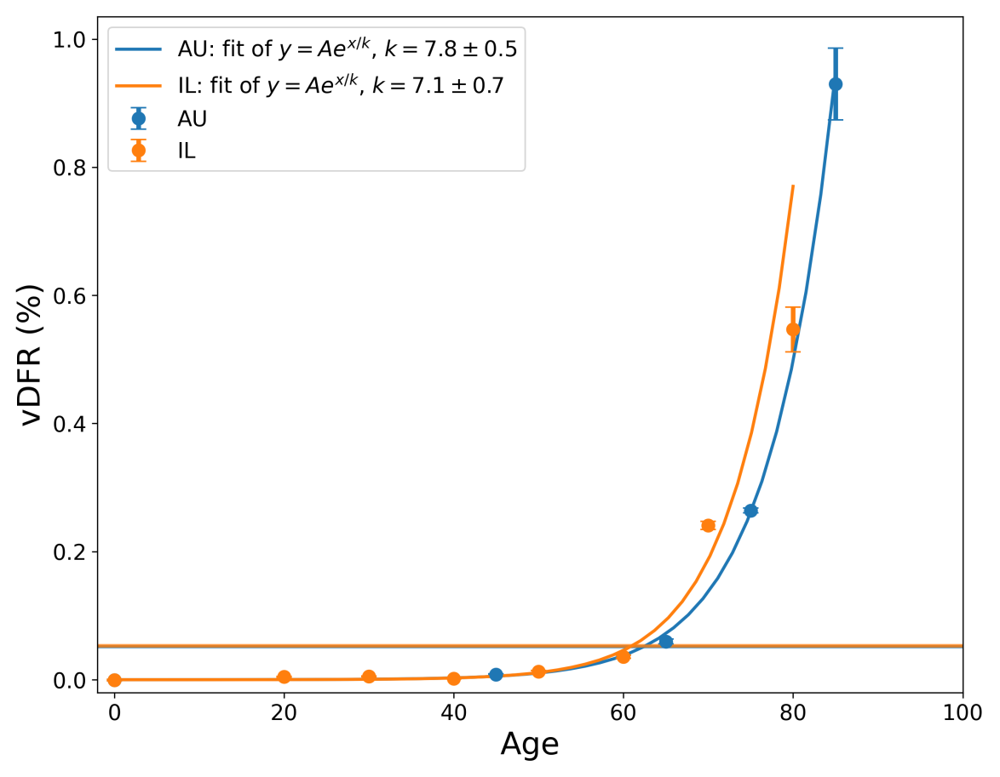 AU: fit of y = Ae^{x/k}, k = 7.8 ± 0.5
IL: fit of y = Ae^{x/k}, k = 7.1 ± 0.7
AU
IL
1.0
0.8
0.6
0.4
0.2
0.0
vDFR (%)
0 20 40 60 80 100
Age